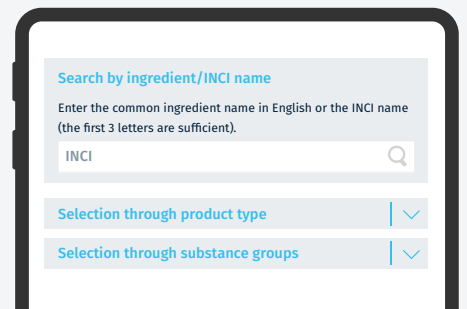 Search by ingredient/INCI name
Enter the common ingredient name in English or the INCI name
(the first 3 letters are sufficient).
INCI
Selection through product type
Selection through substance groups